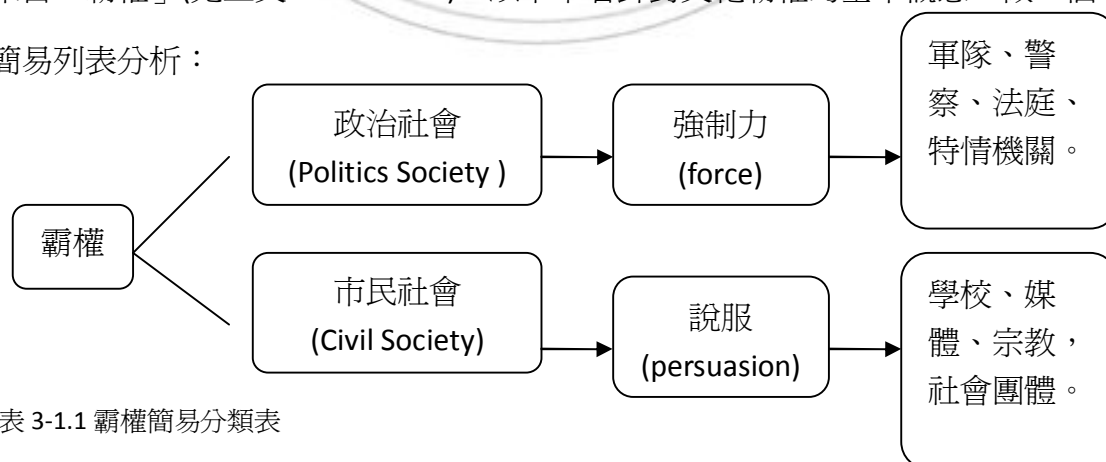 簡易列表分析：
霸權
政治社會
(Politics Society )
強制力
(force)
軍隊、警
察、法庭、
特情機關。
市民社會
(Civil Society)
說服
(persuasion)
學校、媒
體、宗教，
社會團體。
表 3-1.1 霸權簡易分類表